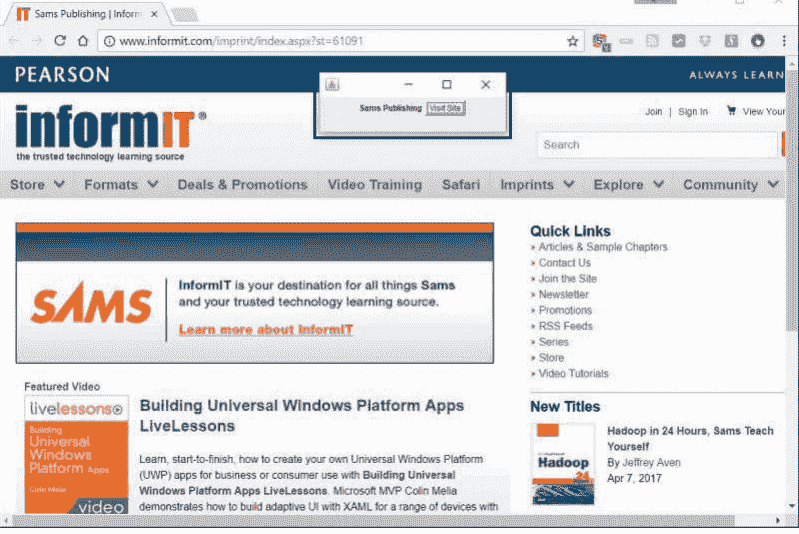 Sams Publishing | Inform
www.informit.com/imprint/index.aspx?st=61091
PEARSON
ALWAYS LEARN
Sams Publishing Visit Site
informIT®
the trusted technology learning source
Join | Sign In View Your
Search
Store Formats Deals & Promotions Video Training Safari Imprints Explore Community
SAMS
InformIT is your destination for all things Sams
and your trusted technology learning source.
Learn more about InformIT
Quick Links
» Articles & Sample Chapters
» Contact Us
» Join the Site
» Newsletter
» Promotions
» RSS Feeds
» Series
» Store
» Video Tutorials
Featured Video
livelessons
Building
Universal
Windows
Platform Apps
Colin Melia
video
Building Universal Windows Platform Apps
LiveLessons
Learn, start-to-finish, how to create your own Universal Windows Platform
(UWP) apps for business or consumer use with Building Universal
Windows Platform Apps LiveLessons. Microsoft MVP Colin Melia
demonstrates how to build adaptive UI with XAML for a range of devices with
New Titles
Hadoop
24
Hadoop in 24 Hours, Sams Teach
Yourself
By Jeffrey Aven
Apr 7, 2017